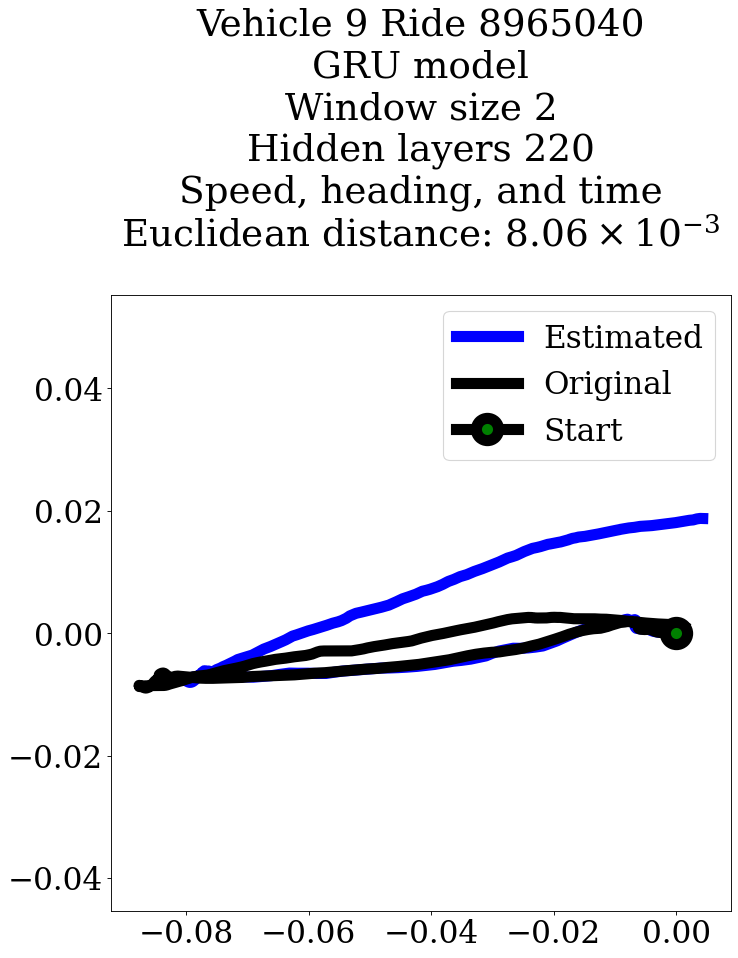 Vehicle 9 Ride 8965040
GRU model
Window size 2
Hidden layers 220
Speed, heading, and time
Euclidean distance: 8.06 × 10⁻³
Estimated
Original
Start
0.04
0.02
0.00
−0.02
−0.04
−0.08 −0.06 −0.04 −0.02 0.00